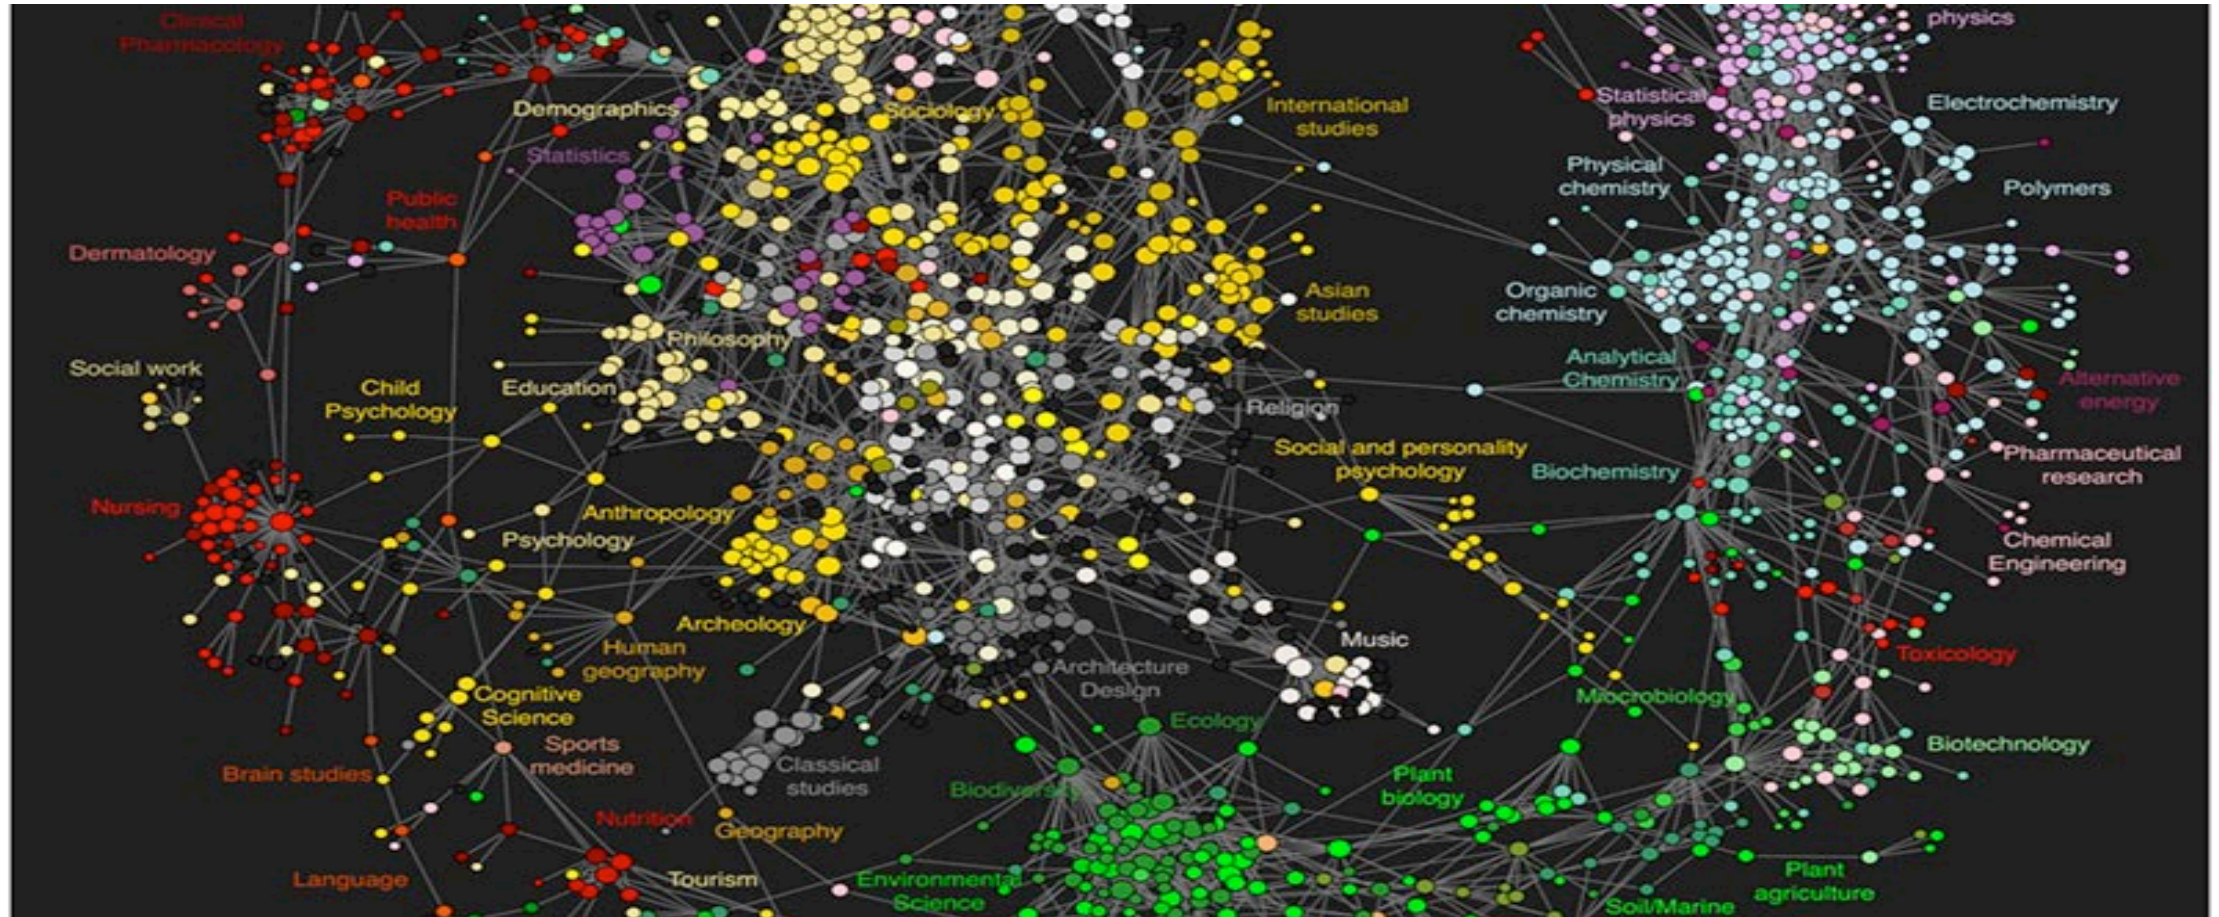 Clinical
Pharmacology
physics
Demographics
Sociology
International
studies
Statistical
physics
Electrochemistry
Statistics
Physical
chemistry
Polymers
Public
health
Dermatology
Asian
studies
Organic
chemistry
Philosophy
Social work
Child
Psychology
Education
Analytical
Chemistry
Alternative
energy
Religion
Social and personality
psychology
Biochemistry
Pharmaceutical
research
Nursing
Anthropology
Psychology
Chemical
Engineering
Archeology
Human
geography
Music
Toxicology
Architecture
Design
Cognitive
Science
Miocrobiology
Ecology
Sports
medicine
Biotechnology
Brain studies
Classical
studies
Biodiversity
Plant
biology
Nutrition
Geography
Language
Tourism
Environmental
Science
Plant
agriculture
Soil/Marine